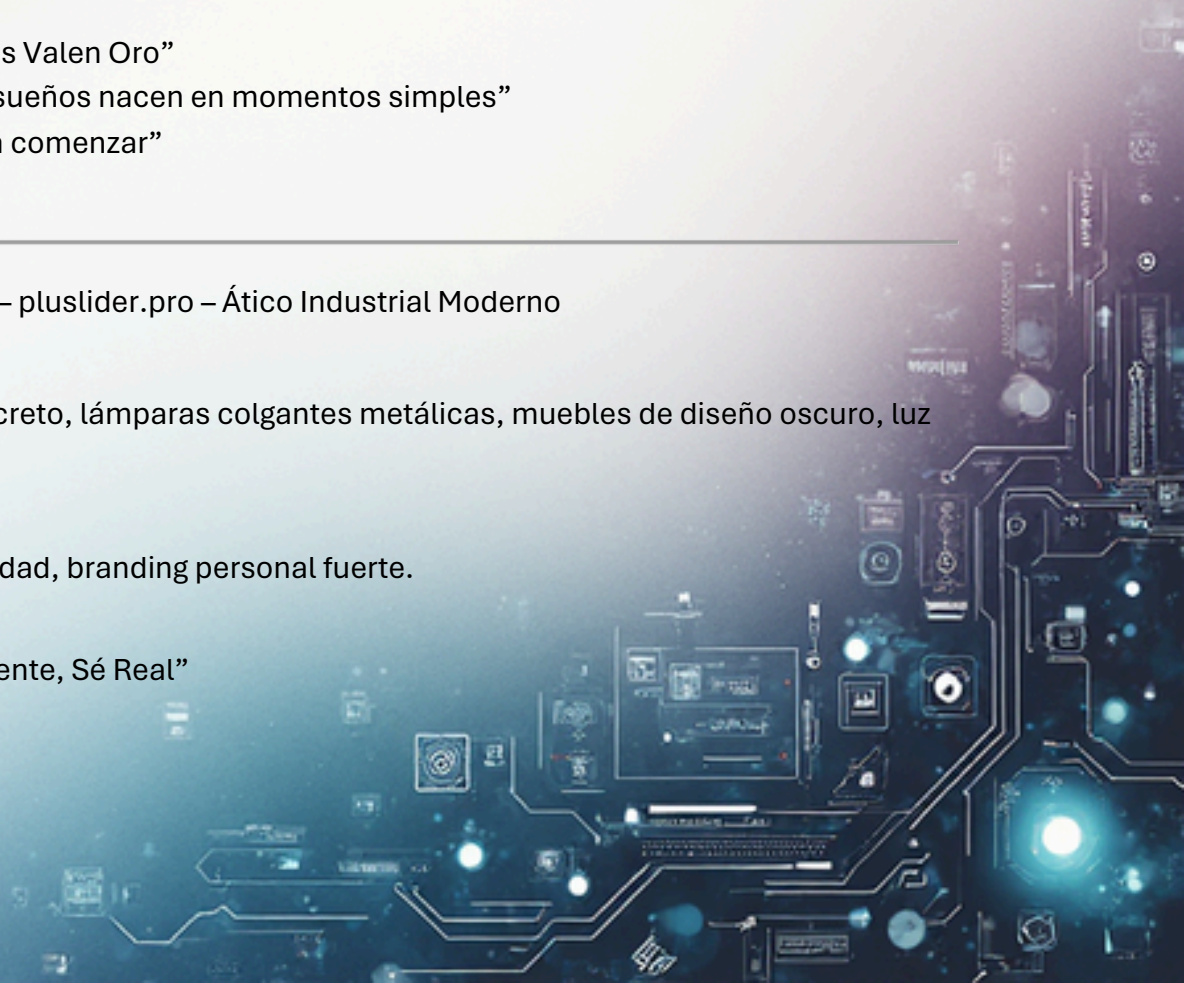 s Valen Oro”
sueños nacen en momentos simples”
comenzar”
– pluslider.pro – Ático Industrial Moderno
creto, lámparas colgantes metálicas, muebles de diseño oscuro, luz
dad, branding personal fuerte.
ente, Sé Real”